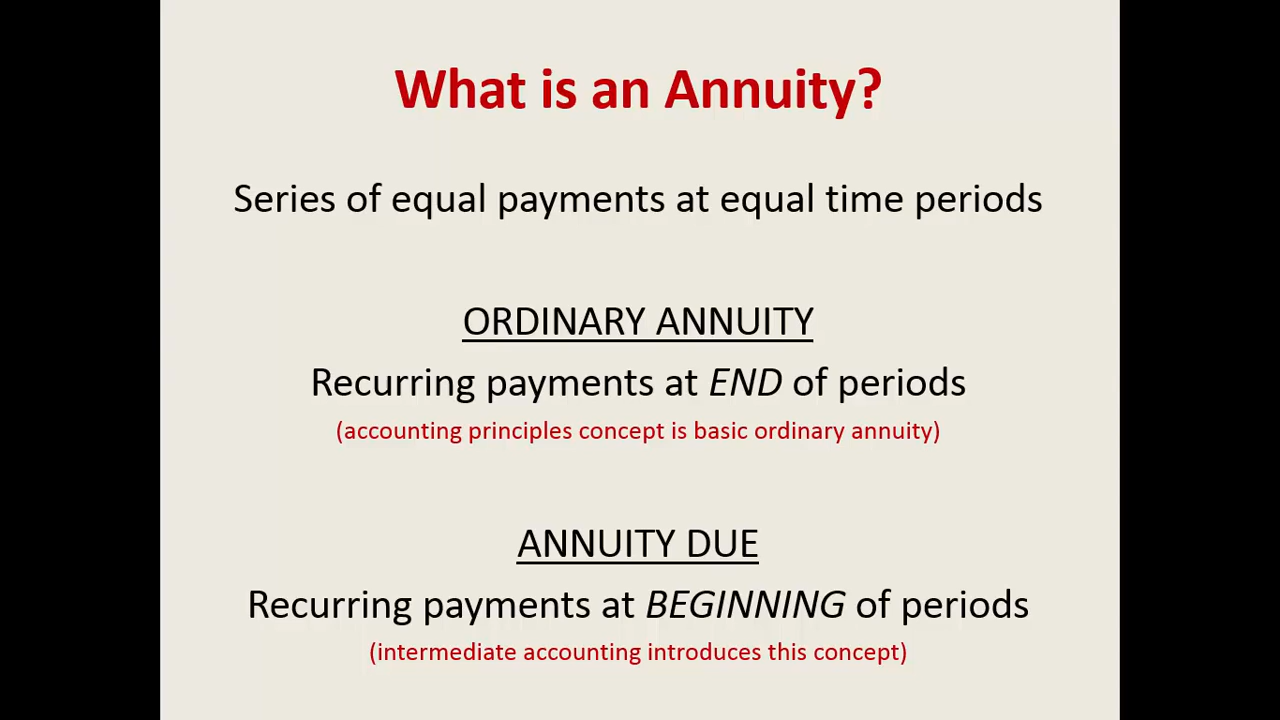 What is an Annuity?
Series of equal payments at equal time periods
ORDINARY ANNUITY
Recurring payments at END of periods
(accounting principles concept is basic ordinary annuity)
ANNUITY DUE
Recurring payments at BEGINNING of periods
(intermediate accounting introduces this concept)